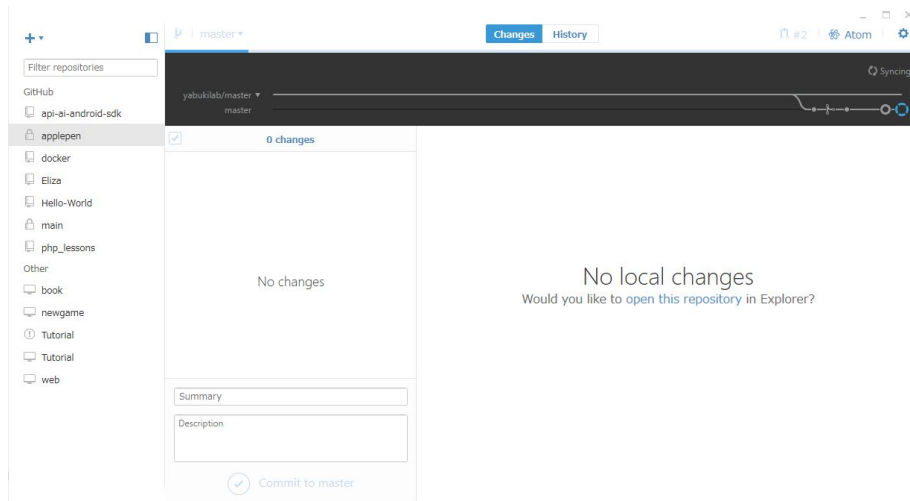 master
Changes
History
#2
Atom
Filter repositories
GitHub
api-ai-android-sdk
applepen
docker
Eliza
Hello-World
main
php_lessons
Other
book
newgame
Tutorial
Tutorial
web
Syncing
yabukilab/master
master
0 changes
No changes
Summary
Description
Commit to master
No local changes
Would you like to open this repository in Explorer?